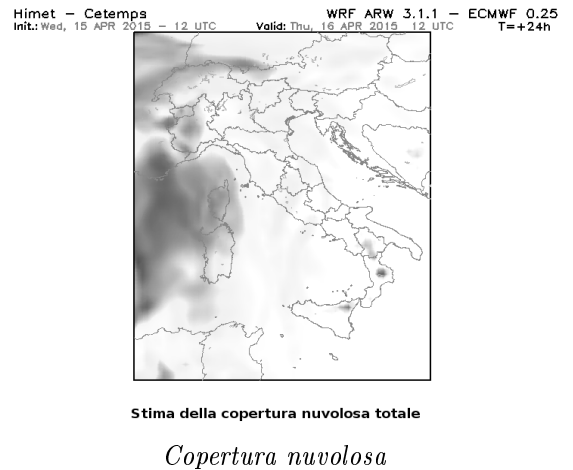 Himet - Cetemps WRF ARW 3.1.1 - ECMWF 0.25
Init.: Wed, 15 APR 2015 - 12 UTC Valid: Thu, 16 APR 2015 12 UTC T=+24h
Stima della copertura nuvolosa totale
Copertura nuvolosa